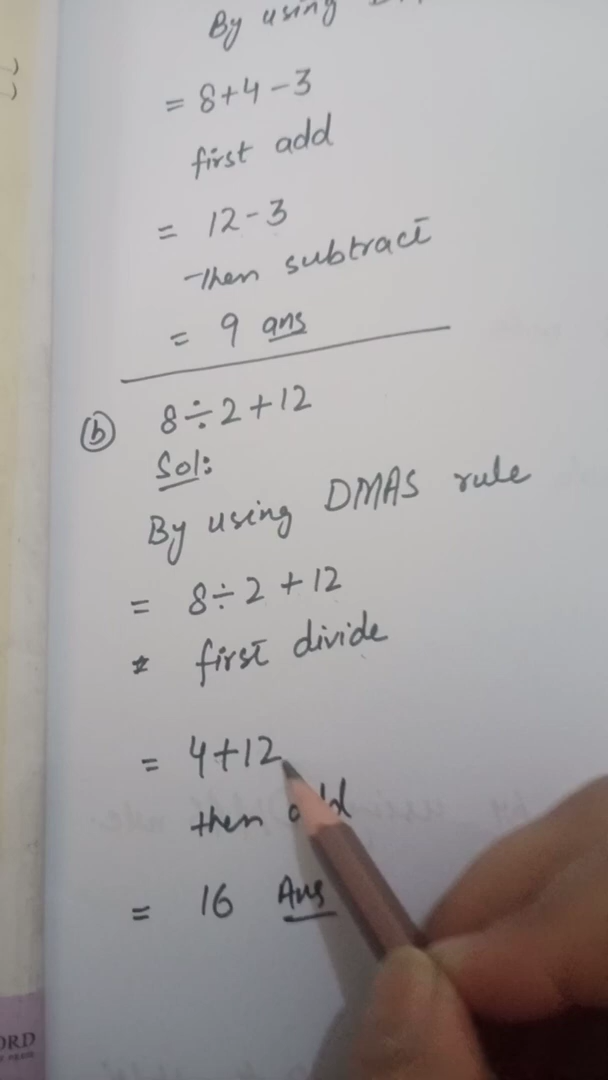 By using
= 8+4-3
first add
= 12-3
Then subtract
= 9 ans
(b) 8÷2+12
Sol:
By using DMAS rule
= 8÷2+12
first divide
= 4+12
then add
= 16 Ans